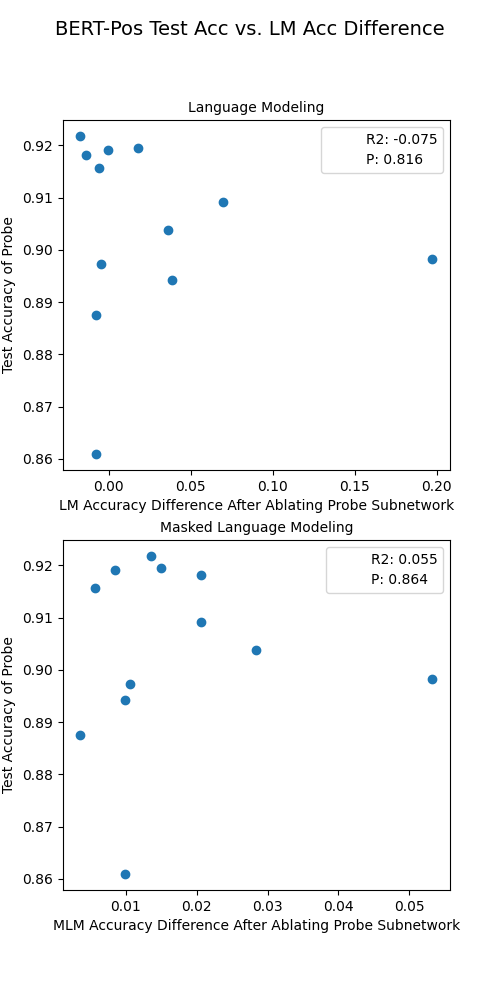 BERT-Pos Test Acc vs. LM Acc Difference
Language Modeling
R2: -0.075
P: 0.816
0.92
0.91
0.90
0.89
0.88
0.87
0.86
Test Accuracy of Probe
0.00 0.05 0.10 0.15 0.20
LM Accuracy Difference After Ablating Probe Subnetwork
Masked Language Modeling
R2: 0.055
P: 0.864
0.92
0.91
0.90
0.89
0.88
0.87
0.86
Test Accuracy of Probe
0.01 0.02 0.03 0.04 0.05
MLM Accuracy Difference After Ablating Probe Subnetwork